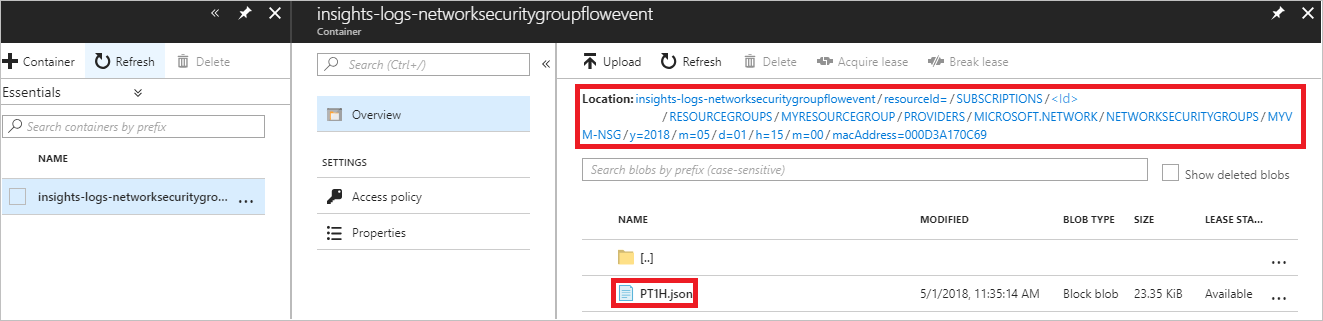 insights-logs-networksecuritygroupflowevent
Container
Container
Refresh
Delete
Essentials
Search containers by prefix
NAME
insights-logs-networksecuritygro...
Search (Ctrl+/)
Overview
SETTINGS
Access policy
Properties
Upload
Refresh
Delete
Acquire lease
Break lease
Location: insights-logs-networksecuritygroupflowevent / resourceId= / SUBSCRIPTIONS / <Id>
/ RESOURCEGROUPS / MYRESOURCEGROUP / PROVIDERS / MICROSOFT.NETWORK / NETWORKSECURITYGROUPS / MYV
M-NSG / y=2018 / m=05 / d=01 / h=15 / m=00 / macAddress=000D3A170C69
Search blobs by prefix (case-sensitive)
Show deleted blobs
NAME MODIFIED BLOB TYPE SIZE LEASE STA...
[..]
PT1H.json 5/1/2018, 11:35:14 AM Block blob 23.35 KiB Available